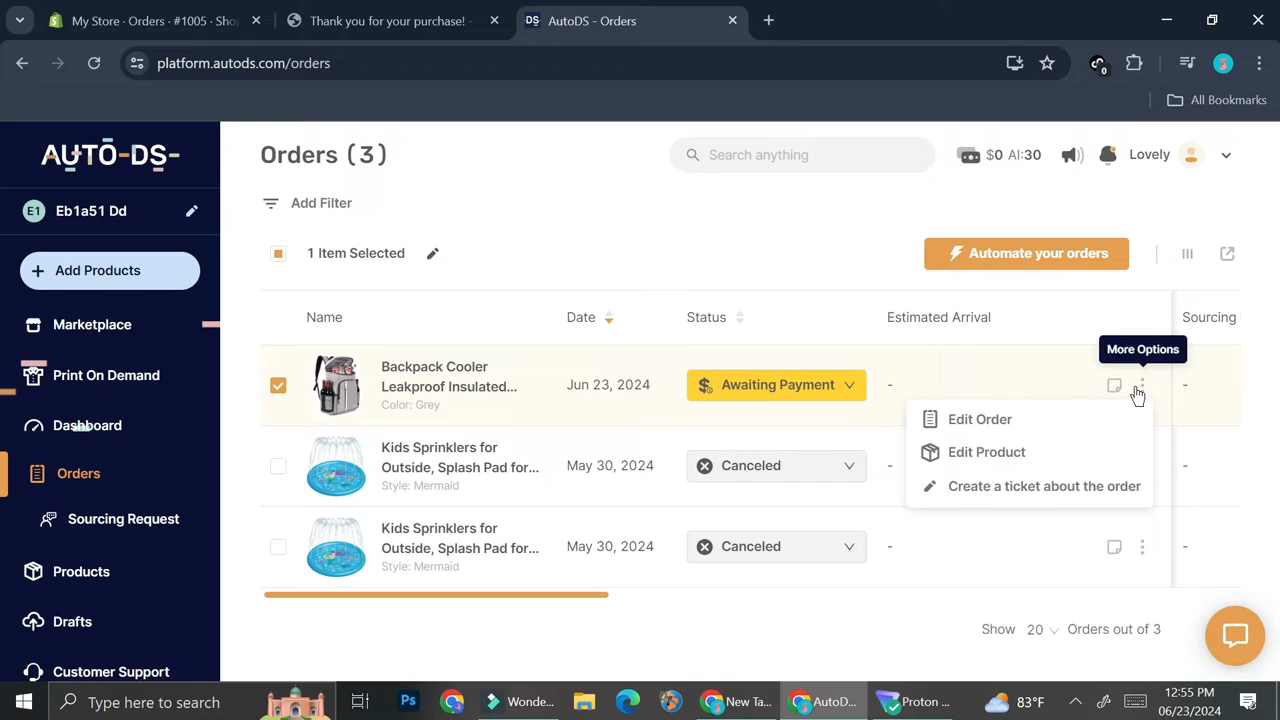 My Store - Orders - #1005 - Shop
Thank you for your purchase! -
DS AutoDS - Orders
platform.autods.com/orders
0
All Bookmarks
AUTO-DS-
Orders (3)
Search anything
$0 AI:30
Lovely
E1 Eb1a51 Dd
Add Filter
+ Add Products
1 Item Selected
Automate your orders
Marketplace
Name
Date
Status
Estimated Arrival
Sourcing
More Options
Print On Demand
Backpack Cooler
Leakproof Insulated...
Color: Grey
Jun 23, 2024
Awaiting Payment
-
-
Edit Order
Edit Product
Create a ticket about the order
Dashboard
Orders
Kids Sprinklers for
Outside, Splash Pad for...
Style: Mermaid
May 30, 2024
Canceled
-
-
Sourcing Request
Kids Sprinklers for
Outside, Splash Pad for...
Style: Mermaid
May 30, 2024
Canceled
-
-
Products
Drafts
Show 20 Orders out of 3
Customer Support
Type here to search
Ps
Wonde...
New Ta...
AutoD...
Proton ...
83°F
12:55 PM
06/23/2024